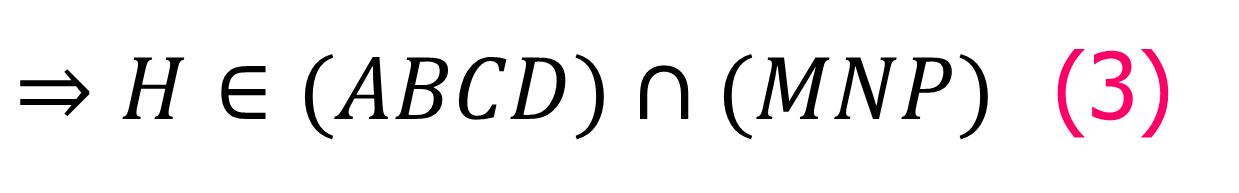 ⇒ H ∈ (ABCD) ∩ (MNP) (3)